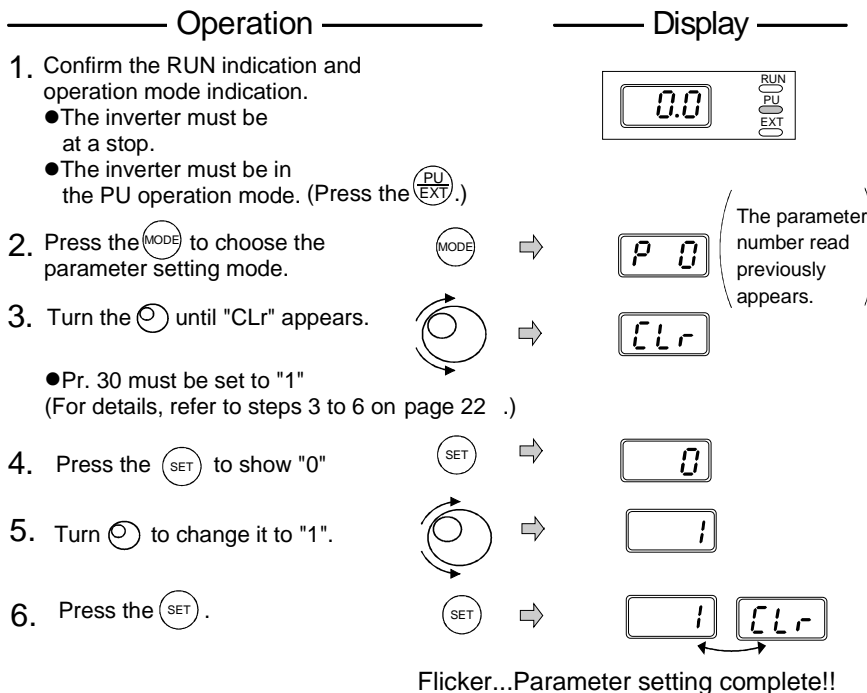 Operation Display
1. Confirm the RUN indication and
operation mode indication.
●The inverter must be
at a stop.
●The inverter must be in
the PU operation mode. (Press the PU/EXT.)
0.0
RUN
PU
EXT
2. Press the MODE to choose the
parameter setting mode.
MODE
P 0
The parameter
number read
previously
appears.
3. Turn the until "CLr" appears.
CLr
●Pr. 30 must be set to "1"
(For details, refer to steps 3 to 6 on page 22 .)
4. Press the SET to show "0"
SET
0
5. Turn to change it to "1".
1
6. Press the SET .
SET
1 CLr
Flicker...Parameter setting complete!!